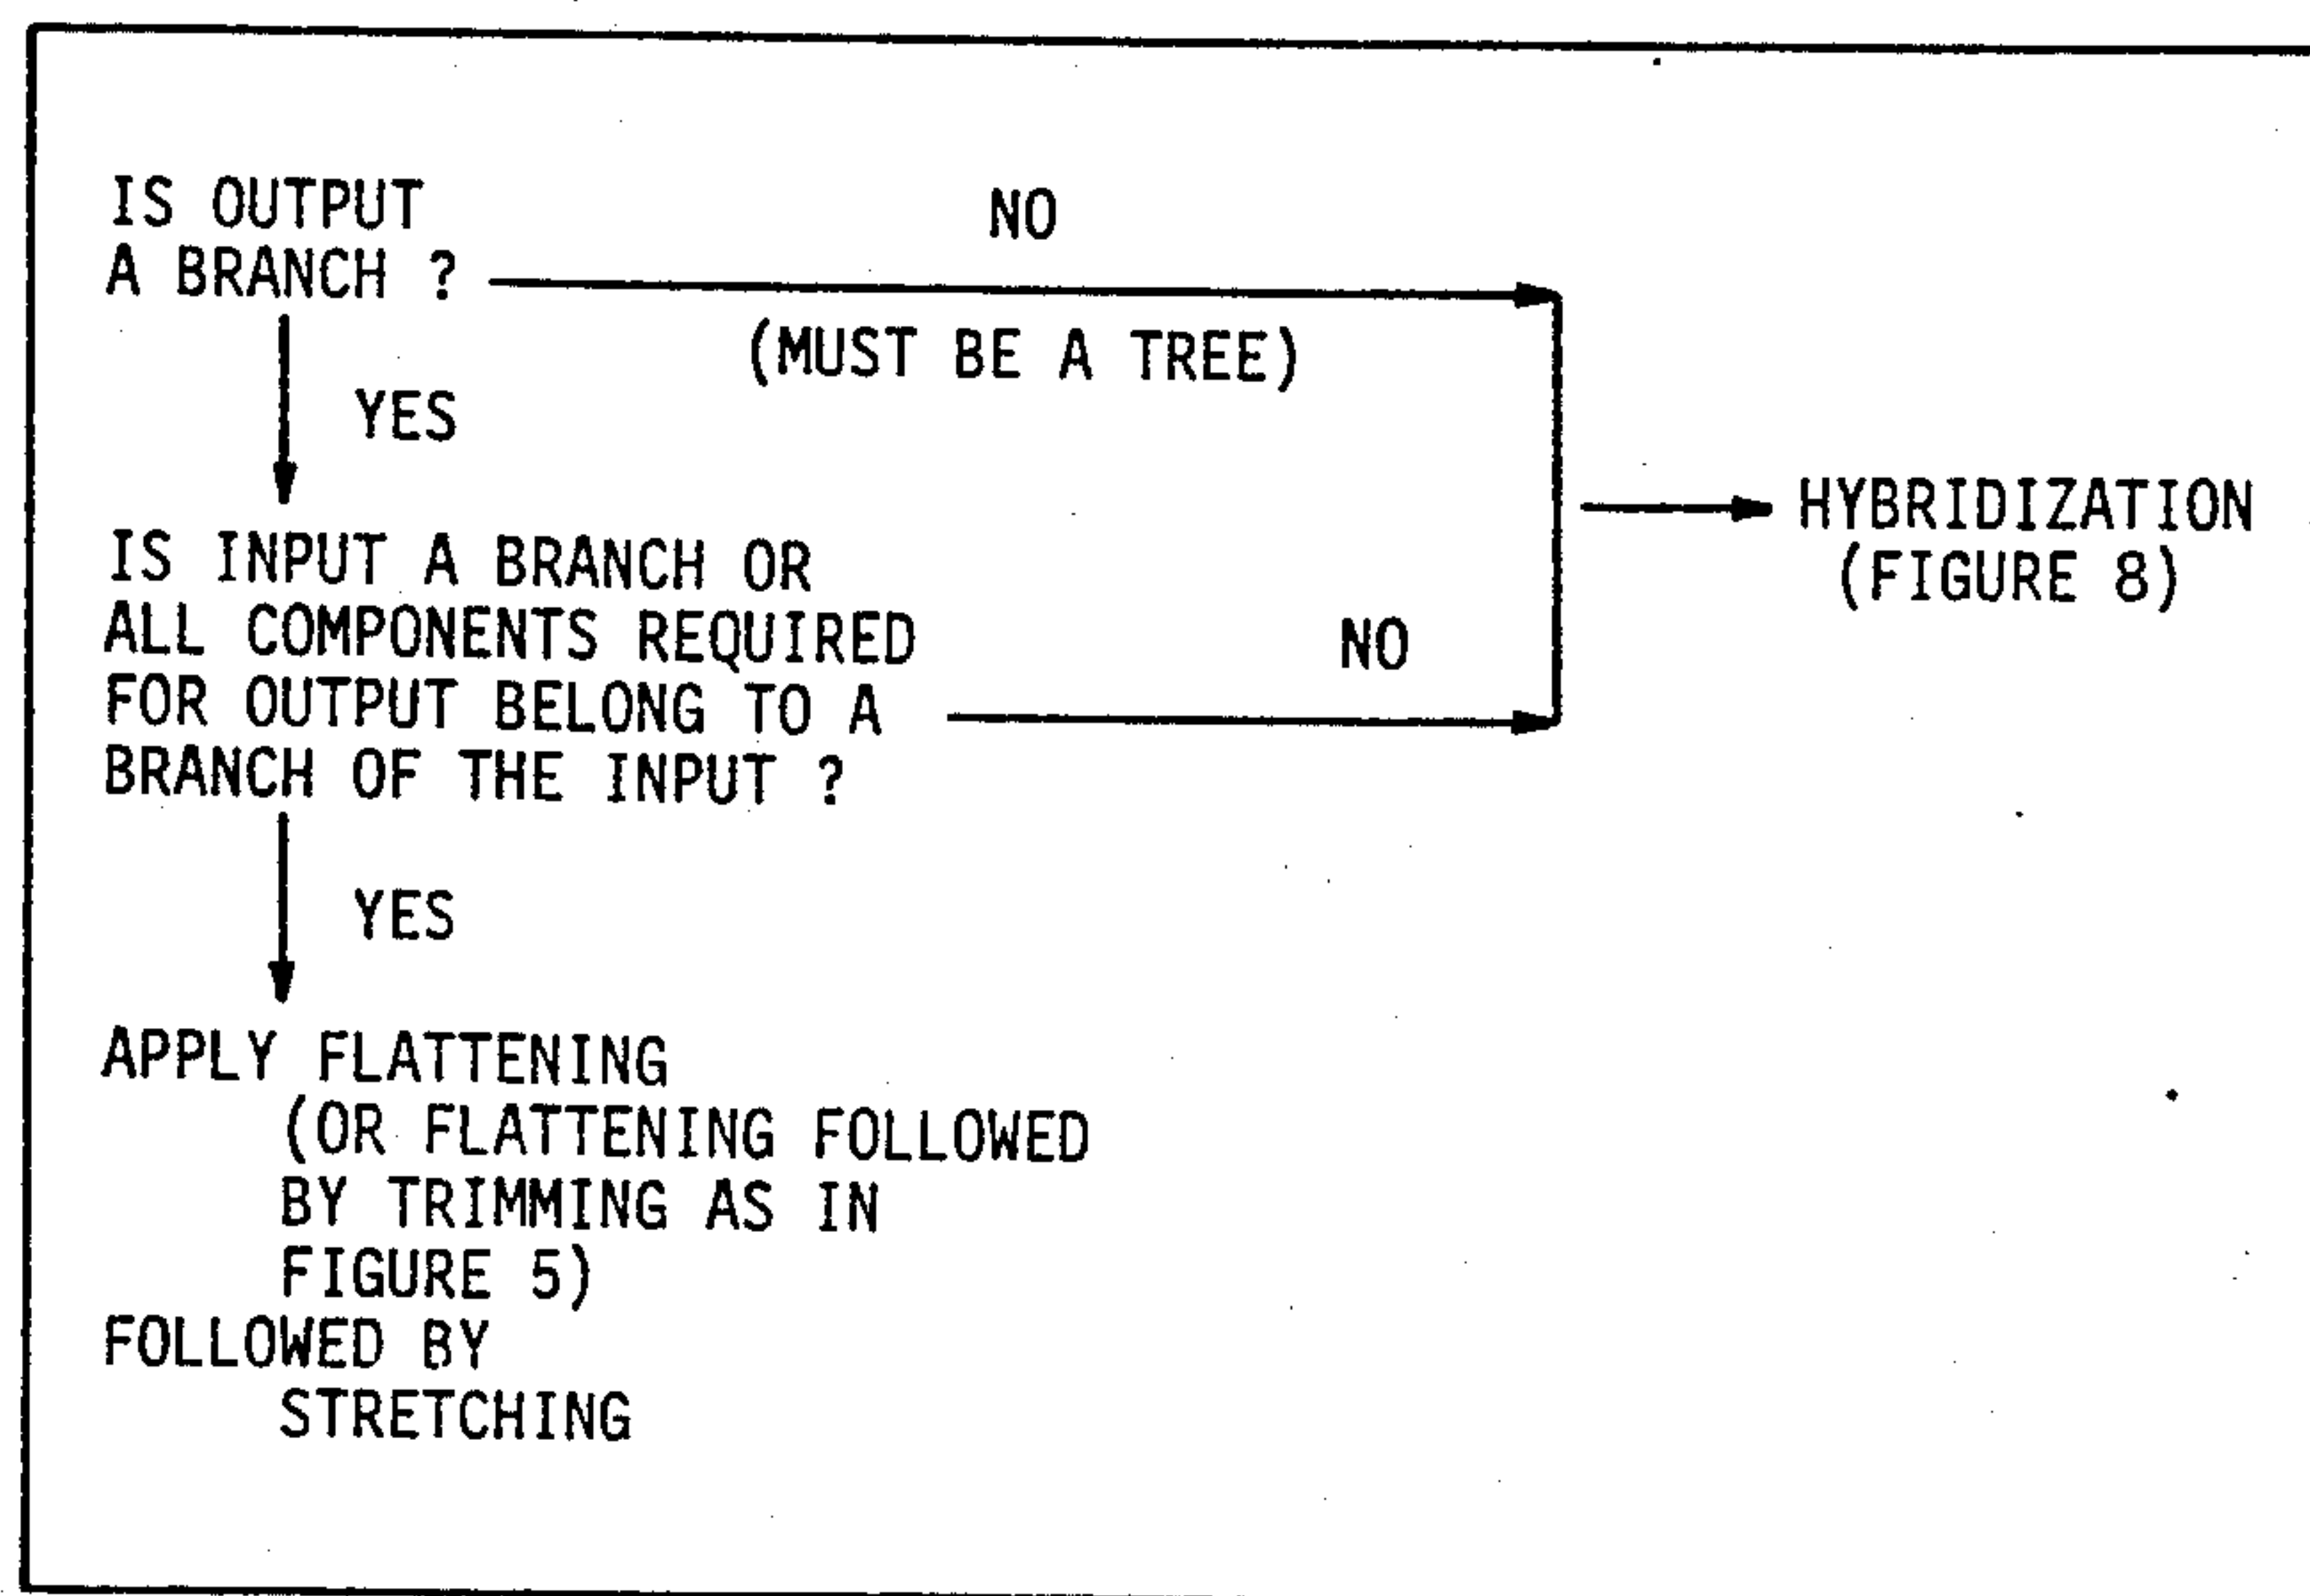 IS OUTPUT
A BRANCH ?
NO
(MUST BE A TREE)
YES
IS INPUT A BRANCH OR
ALL COMPONENTS REQUIRED
FOR OUTPUT BELONG TO A
BRANCH OF THE INPUT ?
NO
HYBRIDIZATION
(FIGURE 8)
YES
APPLY FLATTENING
(OR FLATTENING FOLLOWED
BY TRIMMING AS IN
FIGURE 5)
FOLLOWED BY
STRETCHING